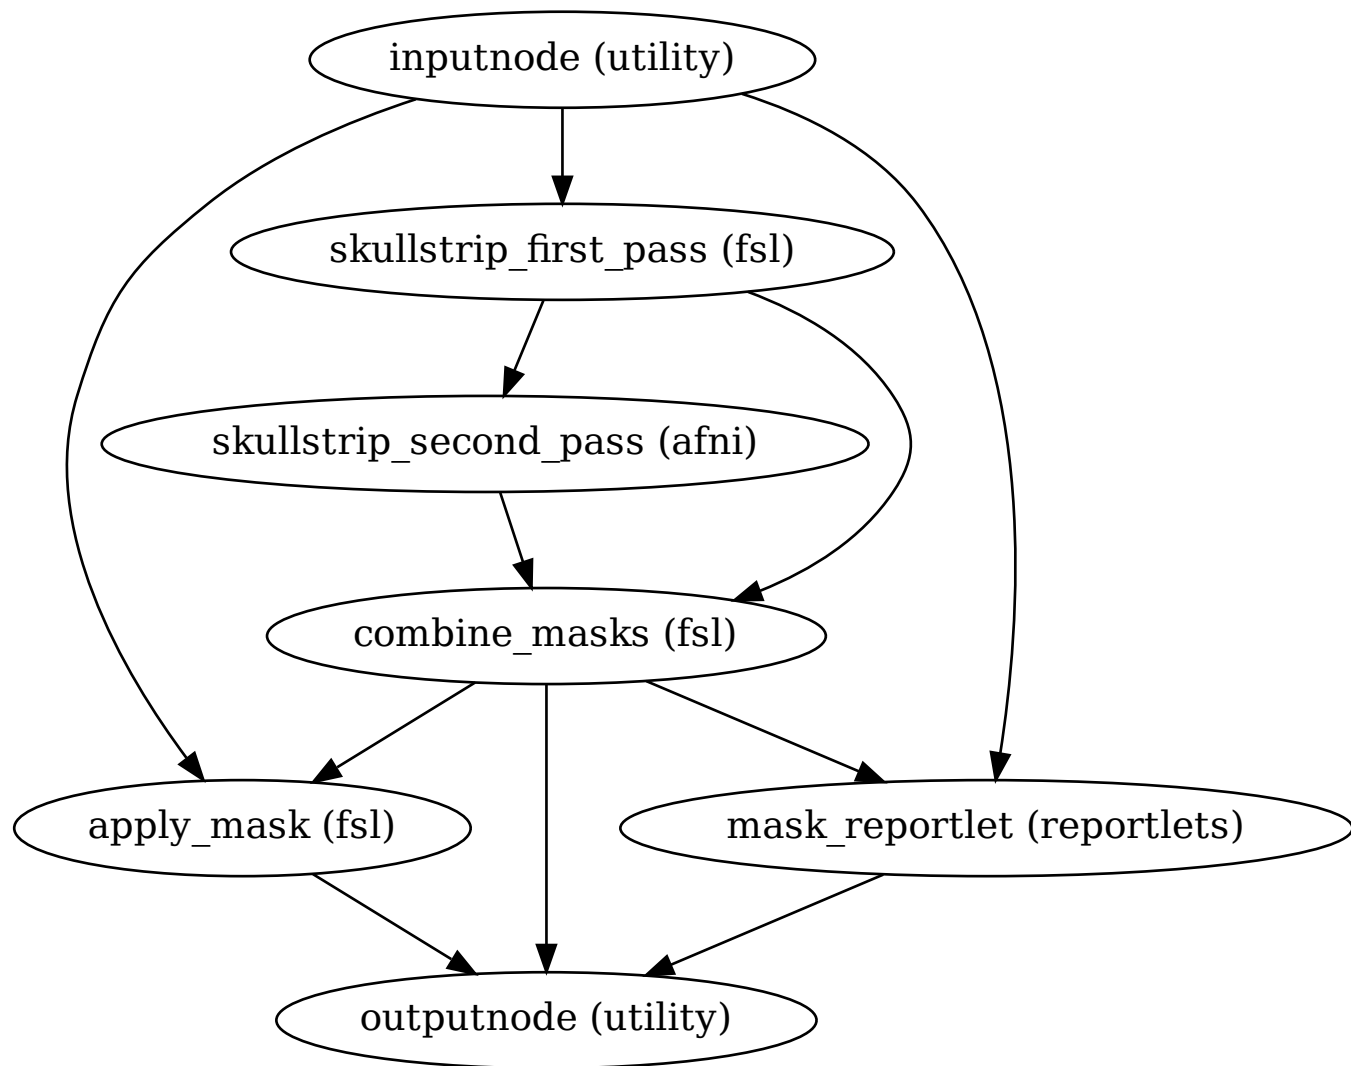 inputnode (utility)
skullstrip_first_pass (fsl)
skullstrip_second_pass (afni)
combine_masks (fsl)
apply_mask (fsl)
mask_reportlet (reportlets)
outputnode (utility)